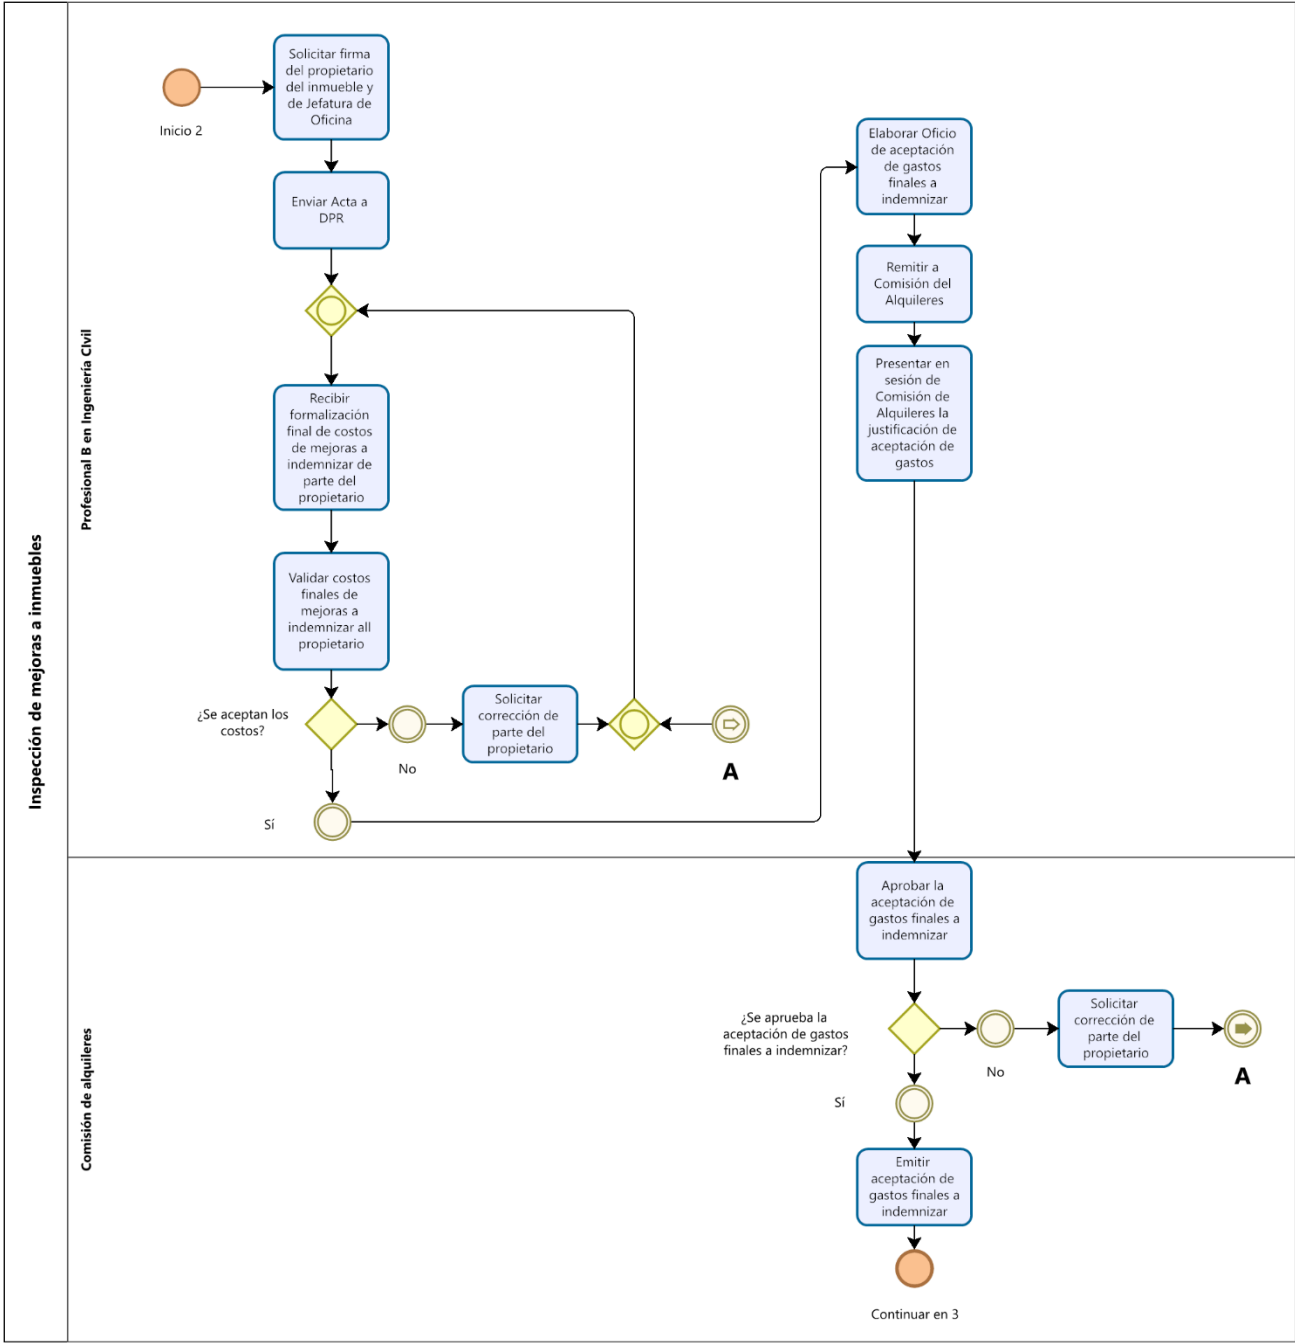 Inspección de mejoras a inmuebles
Profesional B en Ingeniería CIvil
Inicio 2
Solicitar firma
del propietario
del inmueble y
de Jefatura de
Oficina
Enviar Acta a
DPR
Recibir
formalización
final de costos
de mejoras a
indemnizar de
parte del
propietario
Validar costos
finales de
mejoras a
indemnizar all
propietario
¿Se aceptan los
costos?
No
Solicitar
corrección de
parte del
propietario
A
Sí
Elaborar Oficio
de aceptación
de gastos
finales a
indemnizar
Remitir a
Comisión del
Alquileres
Presentar en
sesión de
Comisión de
Alquileres la
justificación de
aceptación de
gastos
Comisión de alquileres
Aprobar la
aceptación de
gastos finales a
indemnizar
¿Se aprueba la
aceptación de gastos
finales a indemnizar?
No
Solicitar
corrección de
parte del
propietario
A
Sí
Emitir
aceptación de
gastos finales a
indemnizar
Continuar en 3